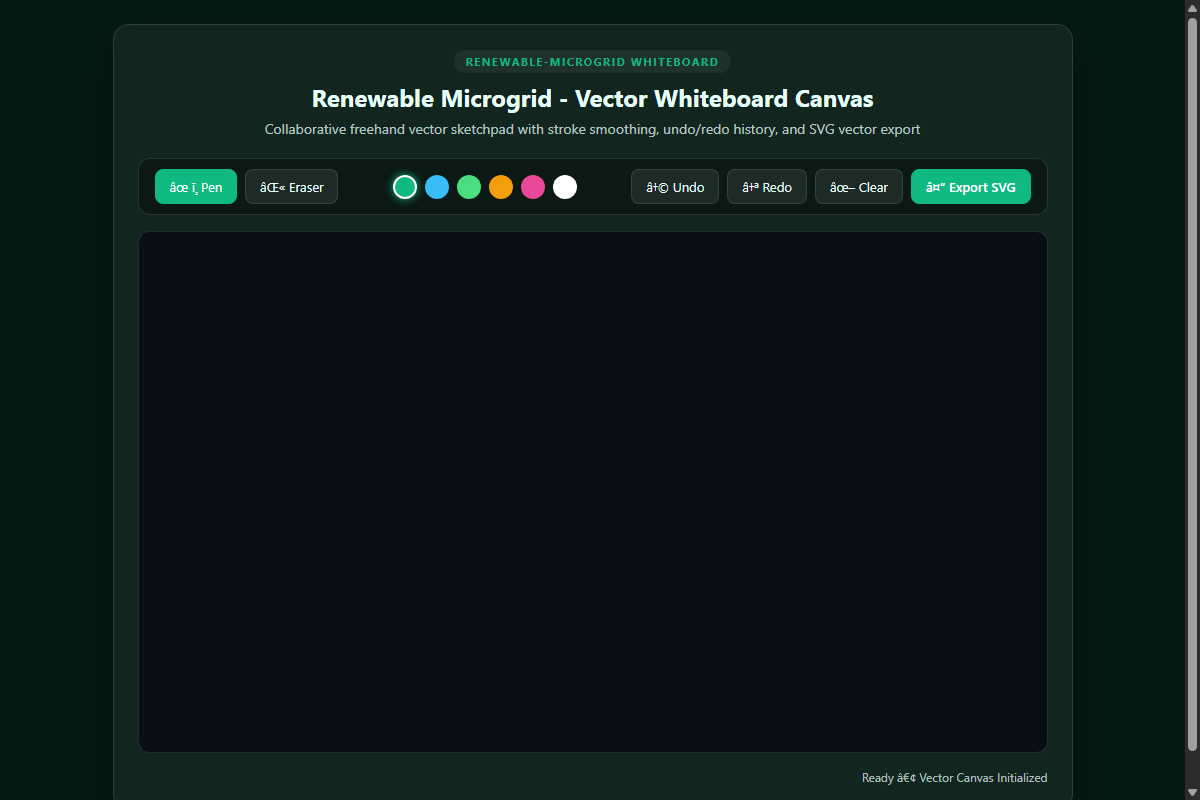 RENEWABLE-MICROGRID WHITEBOARD
Renewable Microgrid - Vector Whiteboard Canvas
Collaborative freehand vector sketchpad with stroke smoothing, undo/redo history, and SVG vector export
âœ ï¸ Pen âŒ« Eraser â†© Undo â†ª Redo âœ– Clear â¤“ Export SVG
Ready â€¢ Vector Canvas Initialized